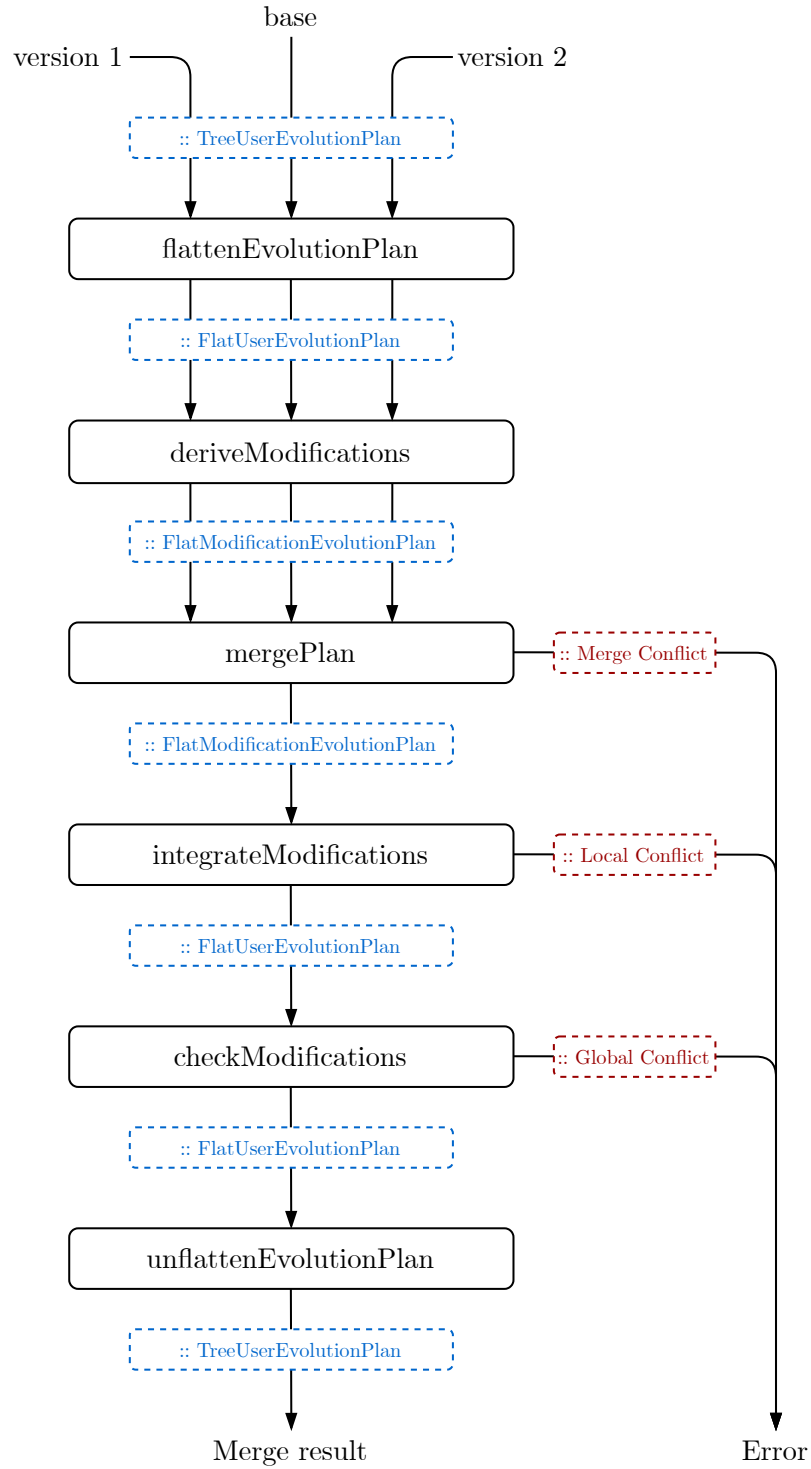 base
version 1
version 2
:: TreeUserEvolutionPlan
flattenEvolutionPlan
:: FlatUserEvolutionPlan
deriveModifications
:: FlatModificationEvolutionPlan
mergePlan
:: Merge Conflict
:: FlatModificationEvolutionPlan
integrateModifications
:: Local Conflict
:: FlatUserEvolutionPlan
checkModifications
:: Global Conflict
:: FlatUserEvolutionPlan
unflattenEvolutionPlan
:: TreeUserEvolutionPlan
Merge result
Error